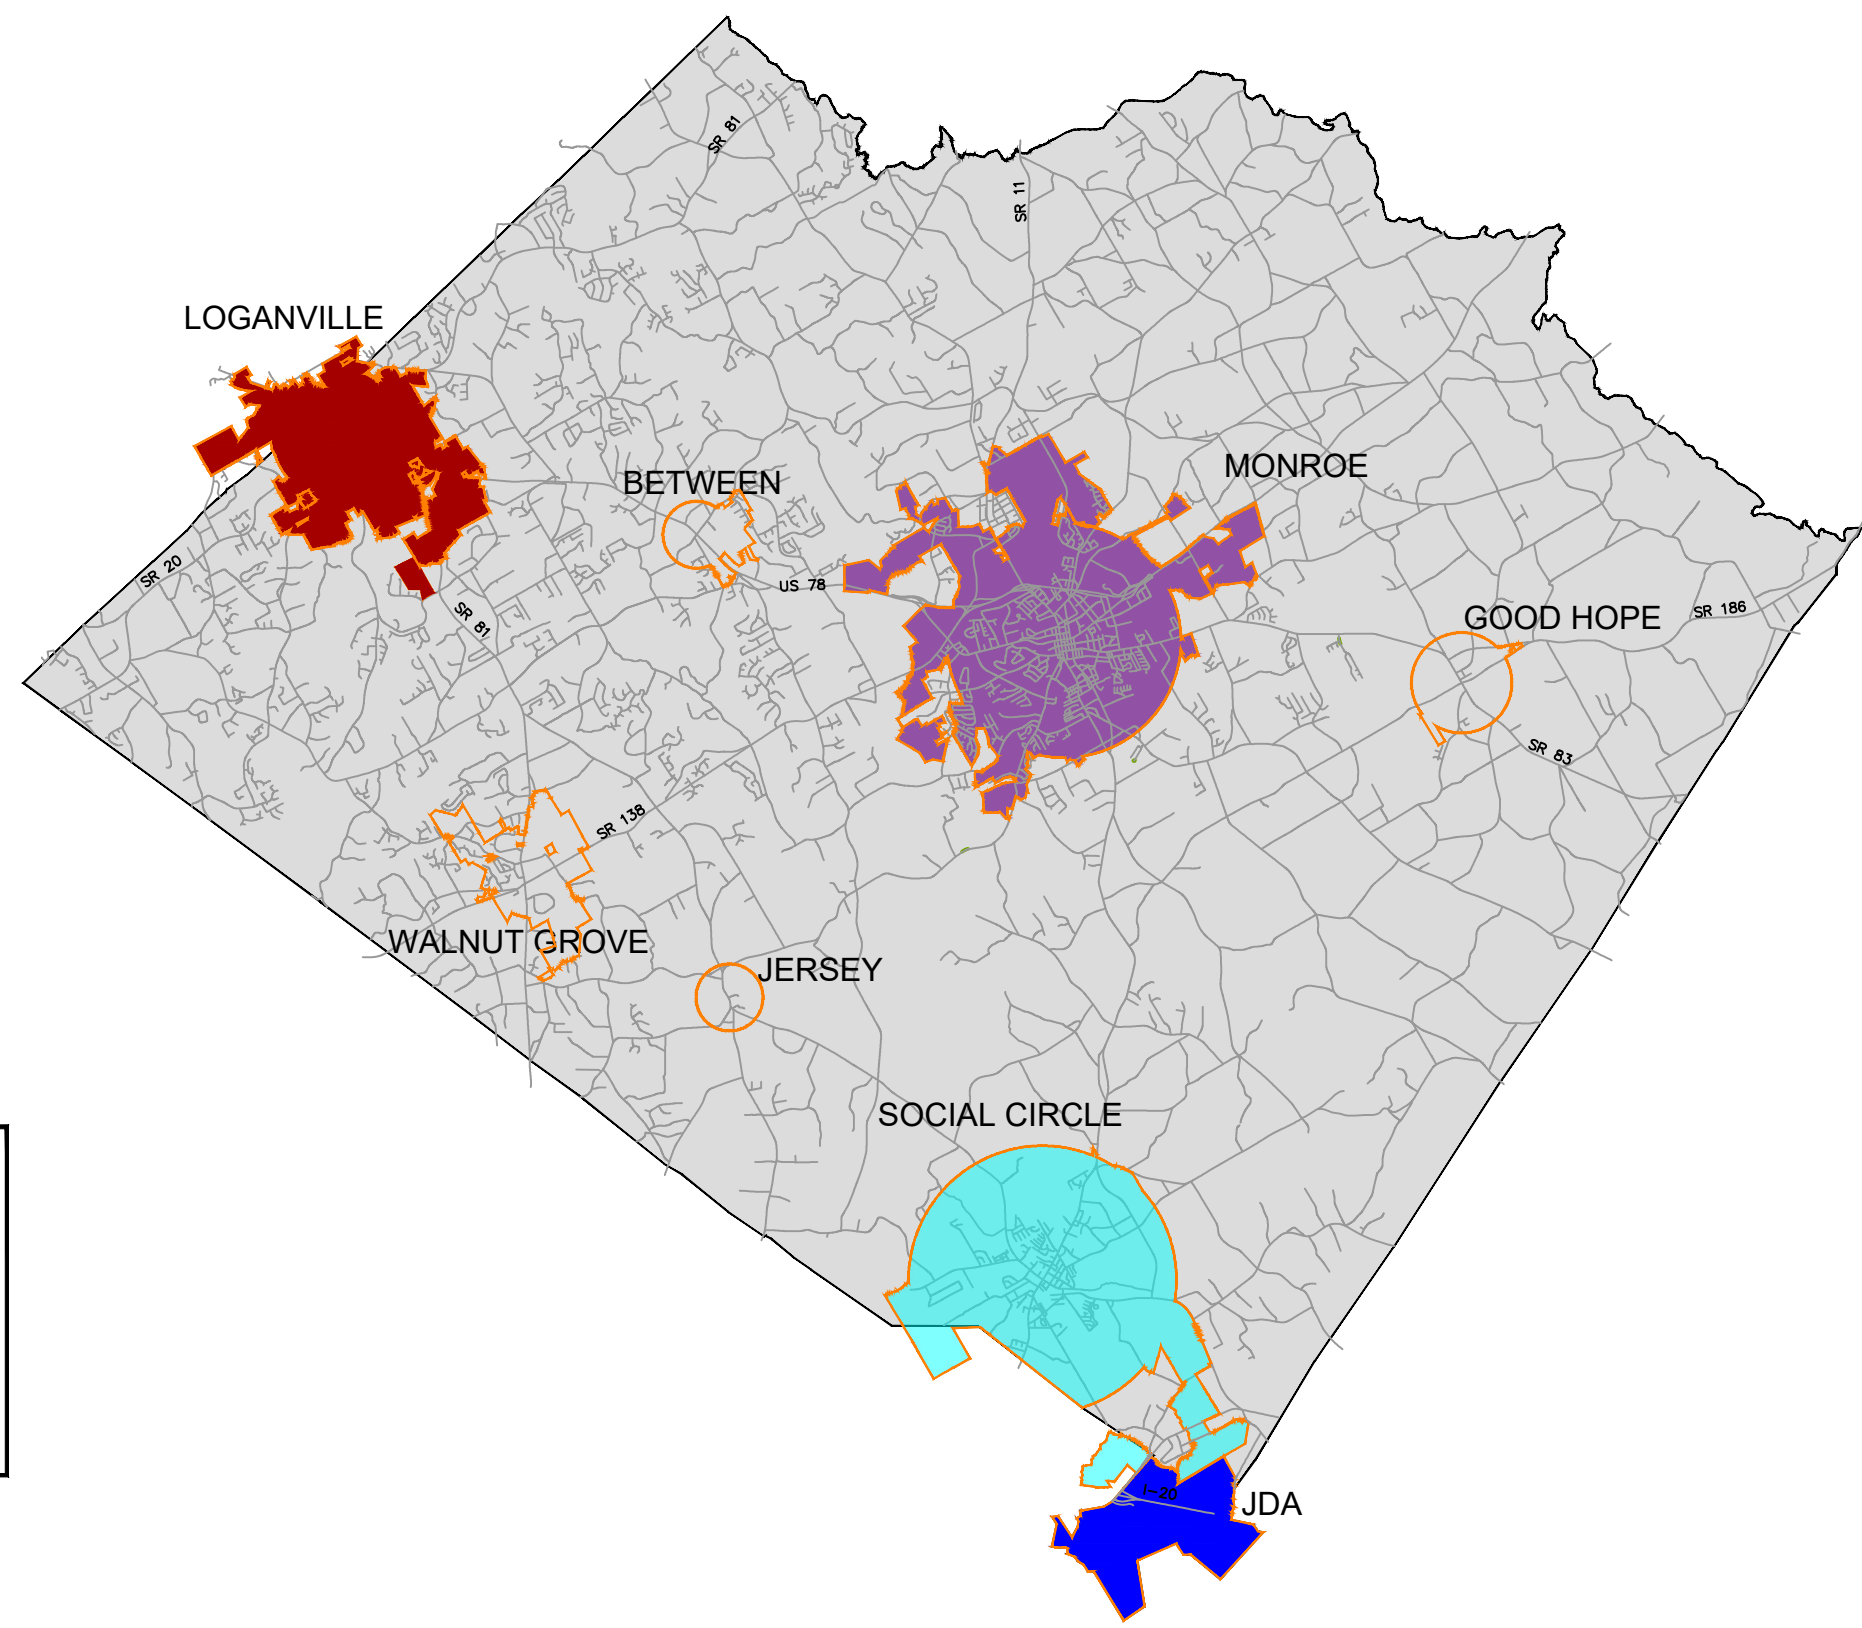 SR 81
SR 11
LOGANVILLE
BETWEEN
MONROE
SR 20
US 78
SR 81
GOOD HOPE
SR 186
SR 83
SR 138
WALNUT GROVE
JERSEY
SOCIAL CIRCLE
I-20
JDA